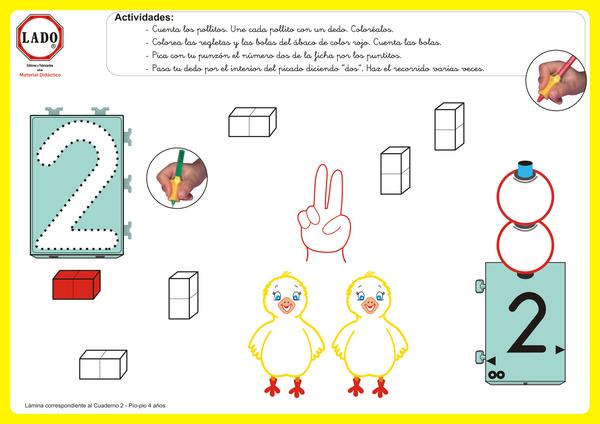 LADO
®
Editores y Fabricantes
años
Material Didáctico
Actividades:
- Cuenta los pollitos. Une cada pollito con un dedo. Coloréalos.
- Colorea las regletas y las bolas del ábaco de color rojo. Cuenta las bolas.
- Pica con tu punzón el número dos de la ficha por los puntitos.
- Pasa tu dedo por el interior del picado diciendo "dos". Haz el recorrido varias veces.
2
2
Lámina correspondiente al Cuaderno 2 - Pío-pío 4 años